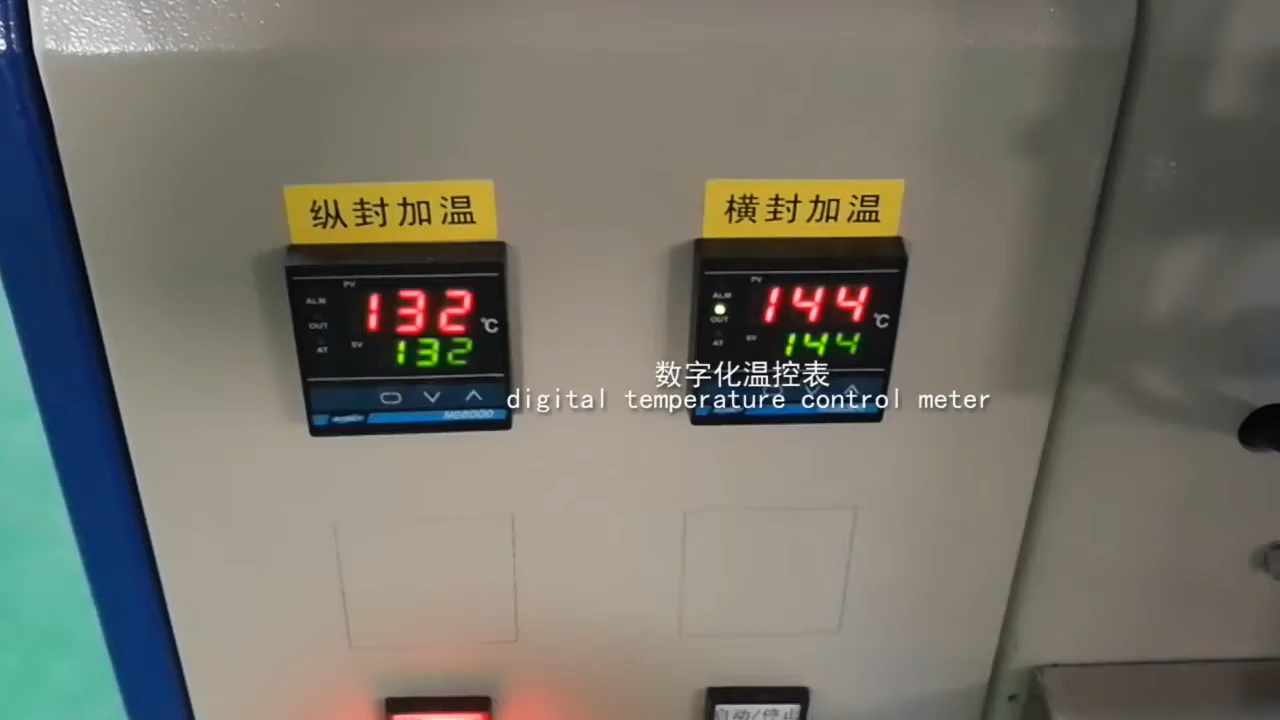 纵封加温
横封加温
PV
132
℃
ALM
OUT
AT
SV
132
PV
144
℃
ALM
OUT
AT
SV
144
数字化温控表
digital temperature control meter
自动/停止